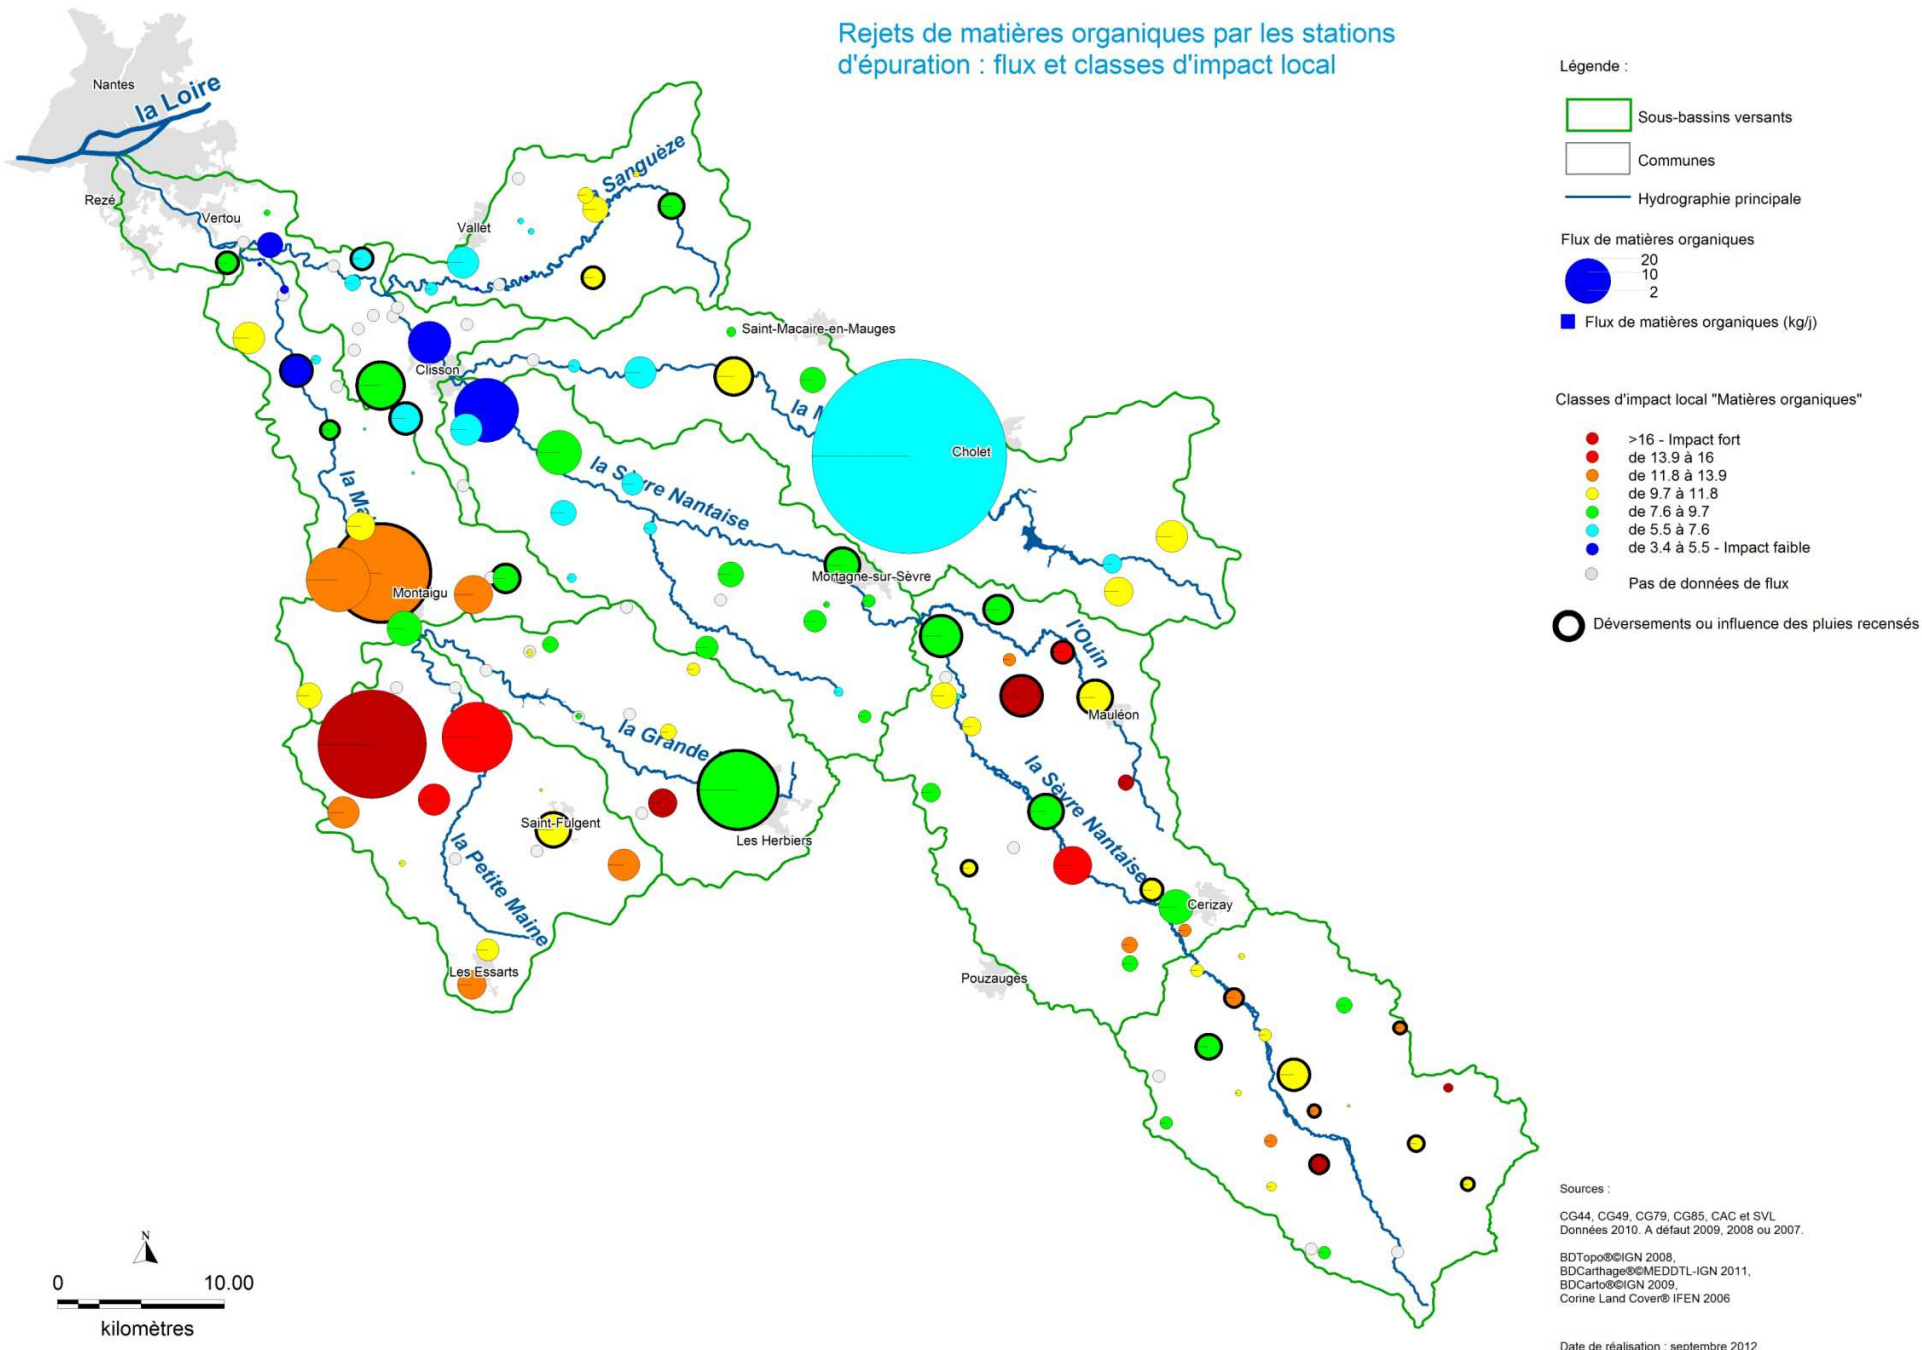 Rejets de matières organiques par les stations
d'épuration : flux et classes d'impact local
Nantes
la Loire
Rezé
Vertou
Vallet
Sanguèze
Saint-Macaire-en-Mauges
Clisson
Cholet
la Sèvre Nantaise
Mortagne-sur-Sèvre
Montaigu
l'Ouin
Mauléon
la Grande
la Sèvre Nantaise
Saint-Fulgent
Les Herbiers
la Petite Maine
Cerizay
Les Essarts
Pouzauges
Légende :
Sous-bassins versants
Communes
Hydrographie principale
Flux de matières organiques
20
10
2
Flux de matières organiques (kg/j)
Classes d'impact local "Matières organiques"
>16 - Impact fort
de 13.9 à 16
de 11.8 à 13.9
de 9.7 à 11.8
de 7.6 à 9.7
de 5.5 à 7.6
de 3.4 à 5.5 - Impact faible
Pas de données de flux
Déversements ou influence des pluies recensés
Sources :
CG44, CG49, CG79, CG85, CAC et SVL
Données 2010. A défaut 2009, 2008 ou 2007.
BDTopo®©IGN 2008,
BDCarthage®©MEDDTL-IGN 2011,
BDCarto®©IGN 2009,
Corine Land Cover® IFEN 2006
Date de réalisation : septembre 2012
N
0 10.00
kilomètres